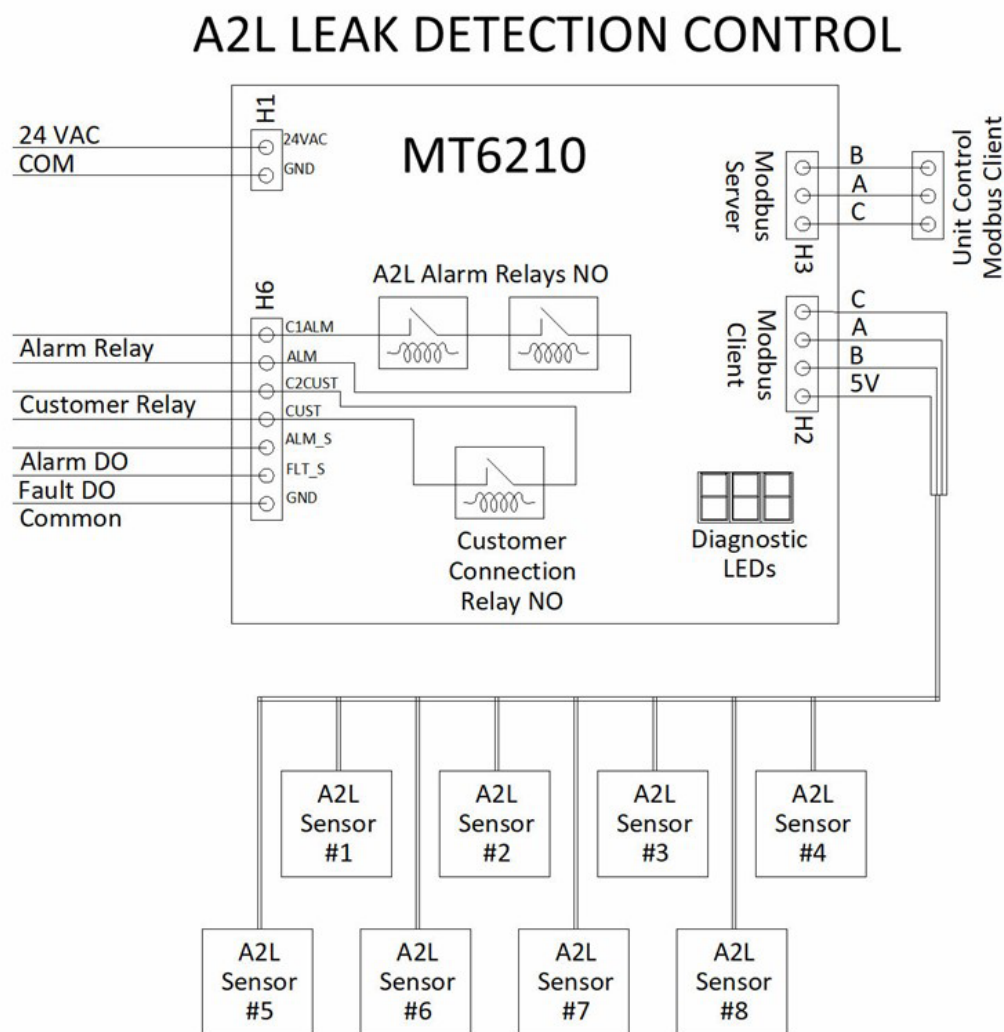 A2L LEAK DETECTION CONTROL
MT6210
H1
24 VAC
COM
24VAC
GND
Modbus
Server
H3
B
A
C
Unit Control
Modbus Client
A2L Alarm Relays NO
H6
C1ALM
ALM
C2CUST
CUST
ALM_S
FLT_S
GND
Alarm Relay
Customer Relay
Alarm DO
Fault DO
Common
Modbus
Client
H2
C
A
B
5V
Customer
Connection
Relay NO
Diagnostic
LEDs
A2L
Sensor
#1
A2L
Sensor
#2
A2L
Sensor
#3
A2L
Sensor
#4
A2L
Sensor
#5
A2L
Sensor
#6
A2L
Sensor
#7
A2L
Sensor
#8